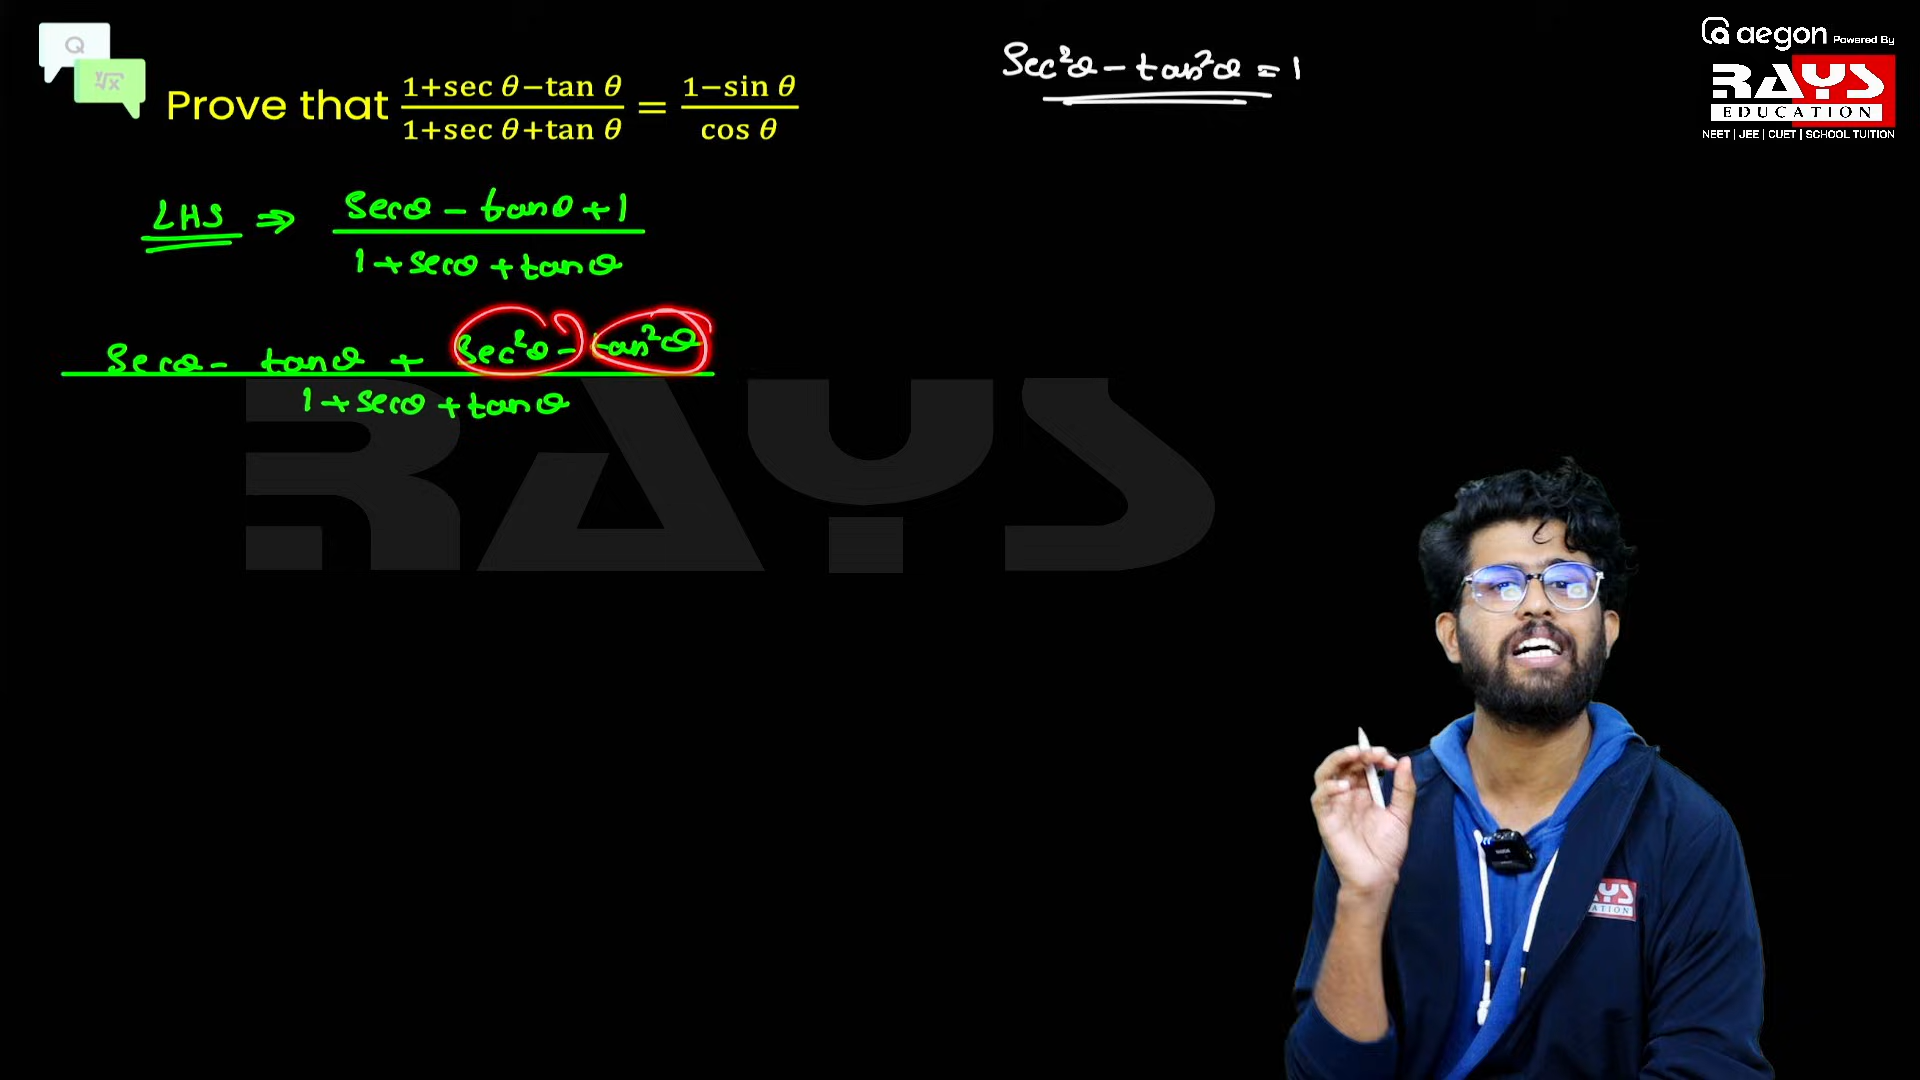 Q
√x
Prove that (1+sec θ−tan θ)/(1+sec θ+tan θ) = (1−sin θ)/(cos θ)
sec²θ − tan²θ = 1
aegon Powered By
RAYS
EDUCATION
NEET | JEE | CUET | SCHOOL TUITION
LHS ⇒ (secθ − tanθ + 1)/(1 + secθ + tanθ)
(secθ − tanθ + sec²θ − tan²θ)/(1 + secθ + tanθ)
RAYS
YS
ATION